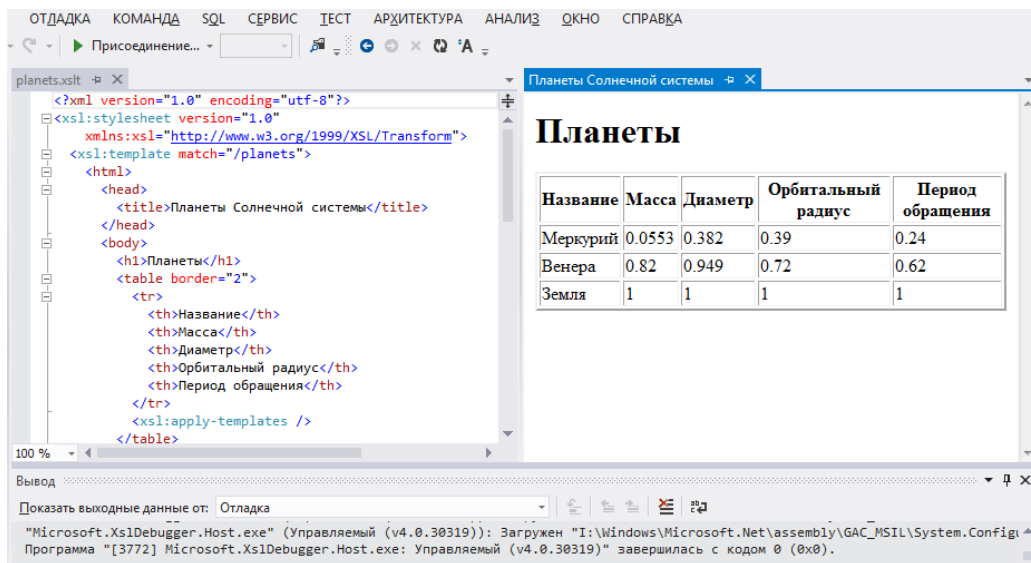 ОТЛАДКА КОМАНДА SQL СЕРВИС ТЕСТ АРХИТЕКТУРА АНАЛИЗ ОКНО СПРАВКА
Присоединение...
planets.xslt
<?xml version="1.0" encoding="utf-8"?>
<xsl:stylesheet version="1.0"
xmlns:xsl="http://www.w3.org/1999/XSL/Transform">
<xsl:template match="/planets">
<html>
<head>
<title>Планеты Солнечной системы</title>
</head>
<body>
<h1>Планеты</h1>
<table border="2">
<tr>
<th>Название</th>
<th>Масса</th>
<th>Диаметр</th>
<th>Орбитальный радиус</th>
<th>Период обращения</th>
</tr>
<xsl:apply-templates />
</table>
100 %
Планеты Солнечной системы
Планеты
Название Масса Диаметр Орбитальный радиус Период обращения
Меркурий 0.0553 0.382 0.39 0.24
Венера 0.82 0.949 0.72 0.62
Земля 1 1 1 1
Вывод
Показать выходные данные от: Отладка
"Microsoft.XslDebugger.Host.exe" (Управляемый (v4.0.30319)): Загружен "I:\Windows\Microsoft.Net\assembly\GAC_MSIL\System.Configu
Программа "[3772] Microsoft.XslDebugger.Host.exe: Управляемый (v4.0.30319)" завершилась с кодом 0 (0x0).